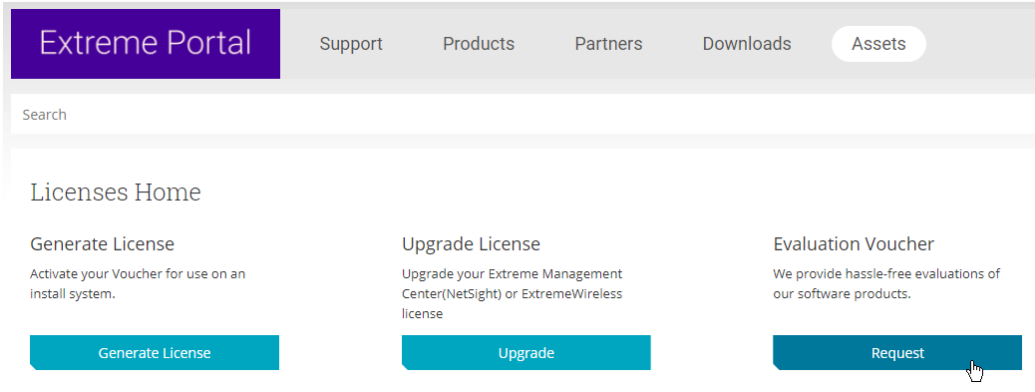 Extreme Portal Support Products Partners Downloads Assets
Search
Licenses Home
Generate License
Activate your Voucher for use on an
install system.
Generate License
Upgrade License
Upgrade your Extreme Management
Center(NetSight) or ExtremeWireless
license
Upgrade
Evaluation Voucher
We provide hassle-free evaluations of
our software products.
Request